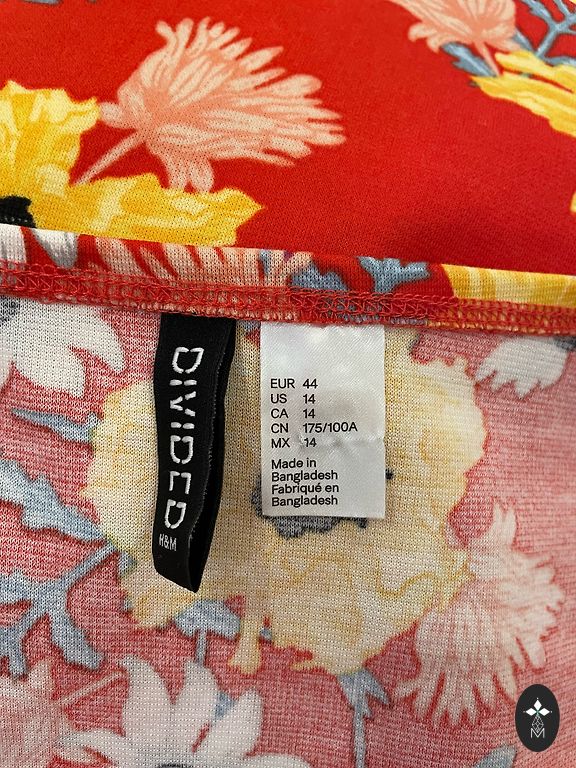 DIVIDED
H&M
EUR 44
US 14
CA 14
CN 175/100A
MX 14
Made in
Bangladesh
Fabriqué en
Bangladesh
M